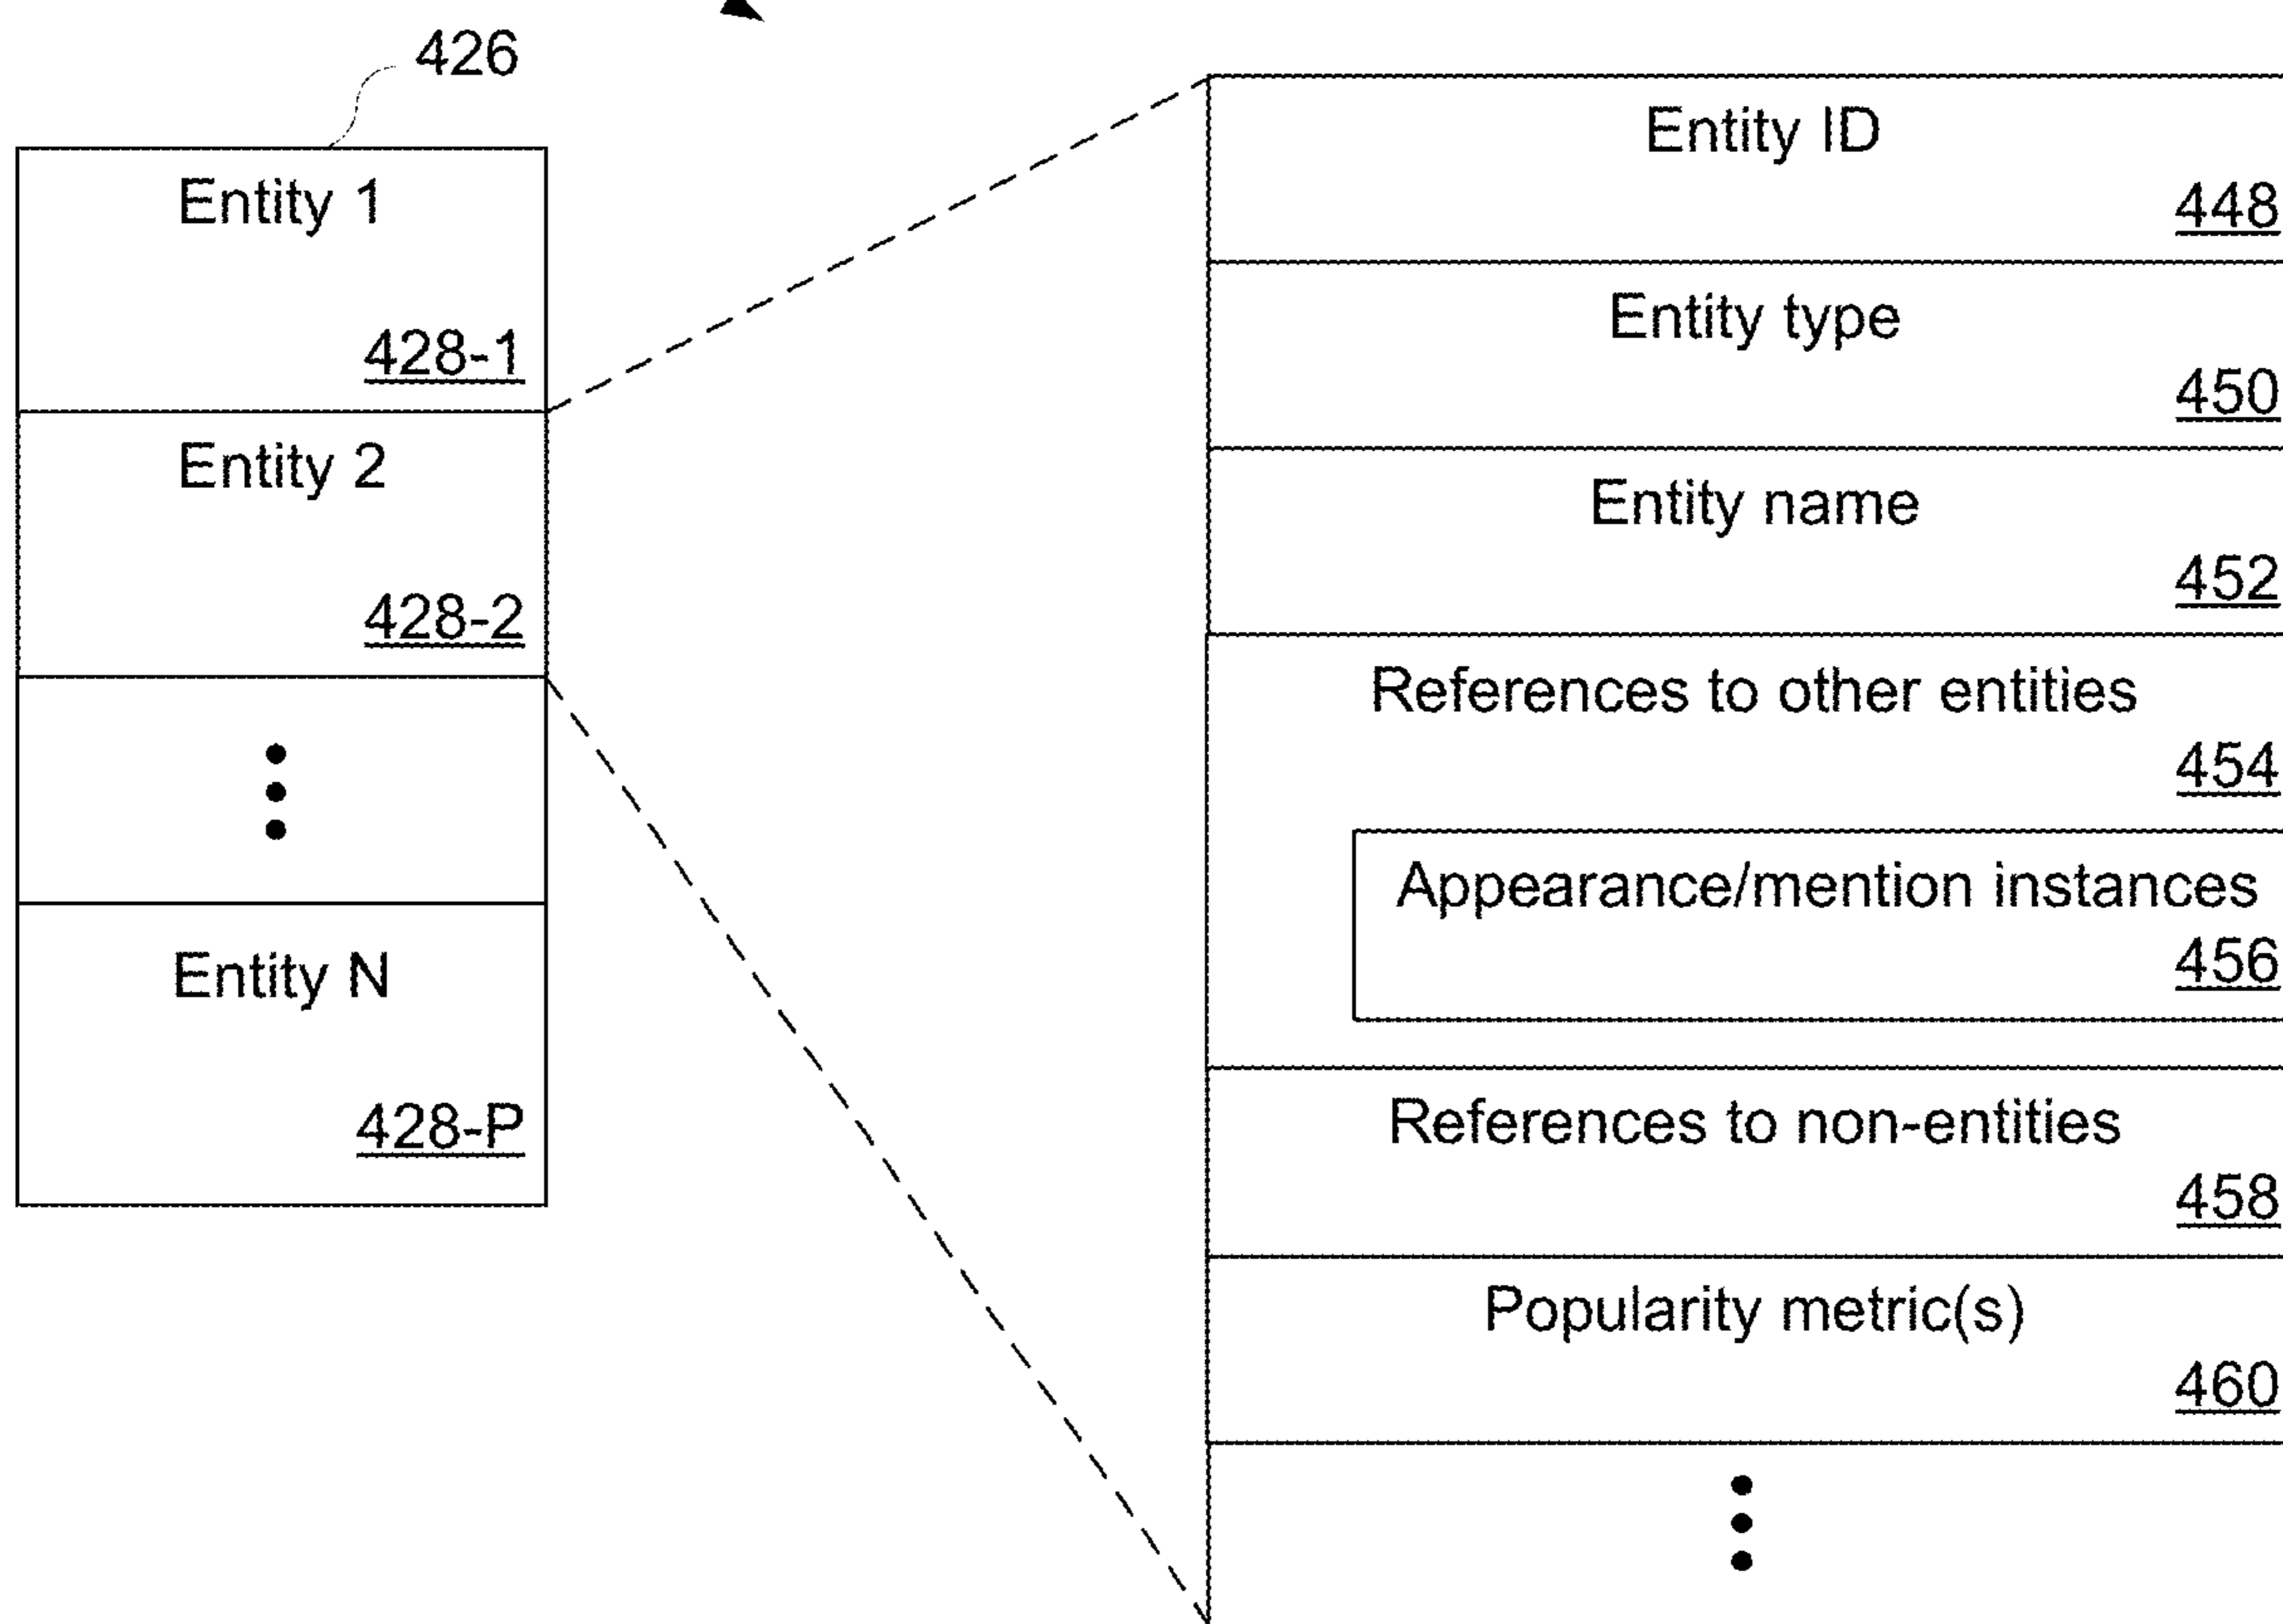 426
Entity 1
428-1
Entity 2
428-2
Entity N
428-P
Entity ID
448
Entity type
450
Entity name
452
References to other entities
454
Appearance/mention instances
456
References to non-entities
458
Popularity metric(s)
460